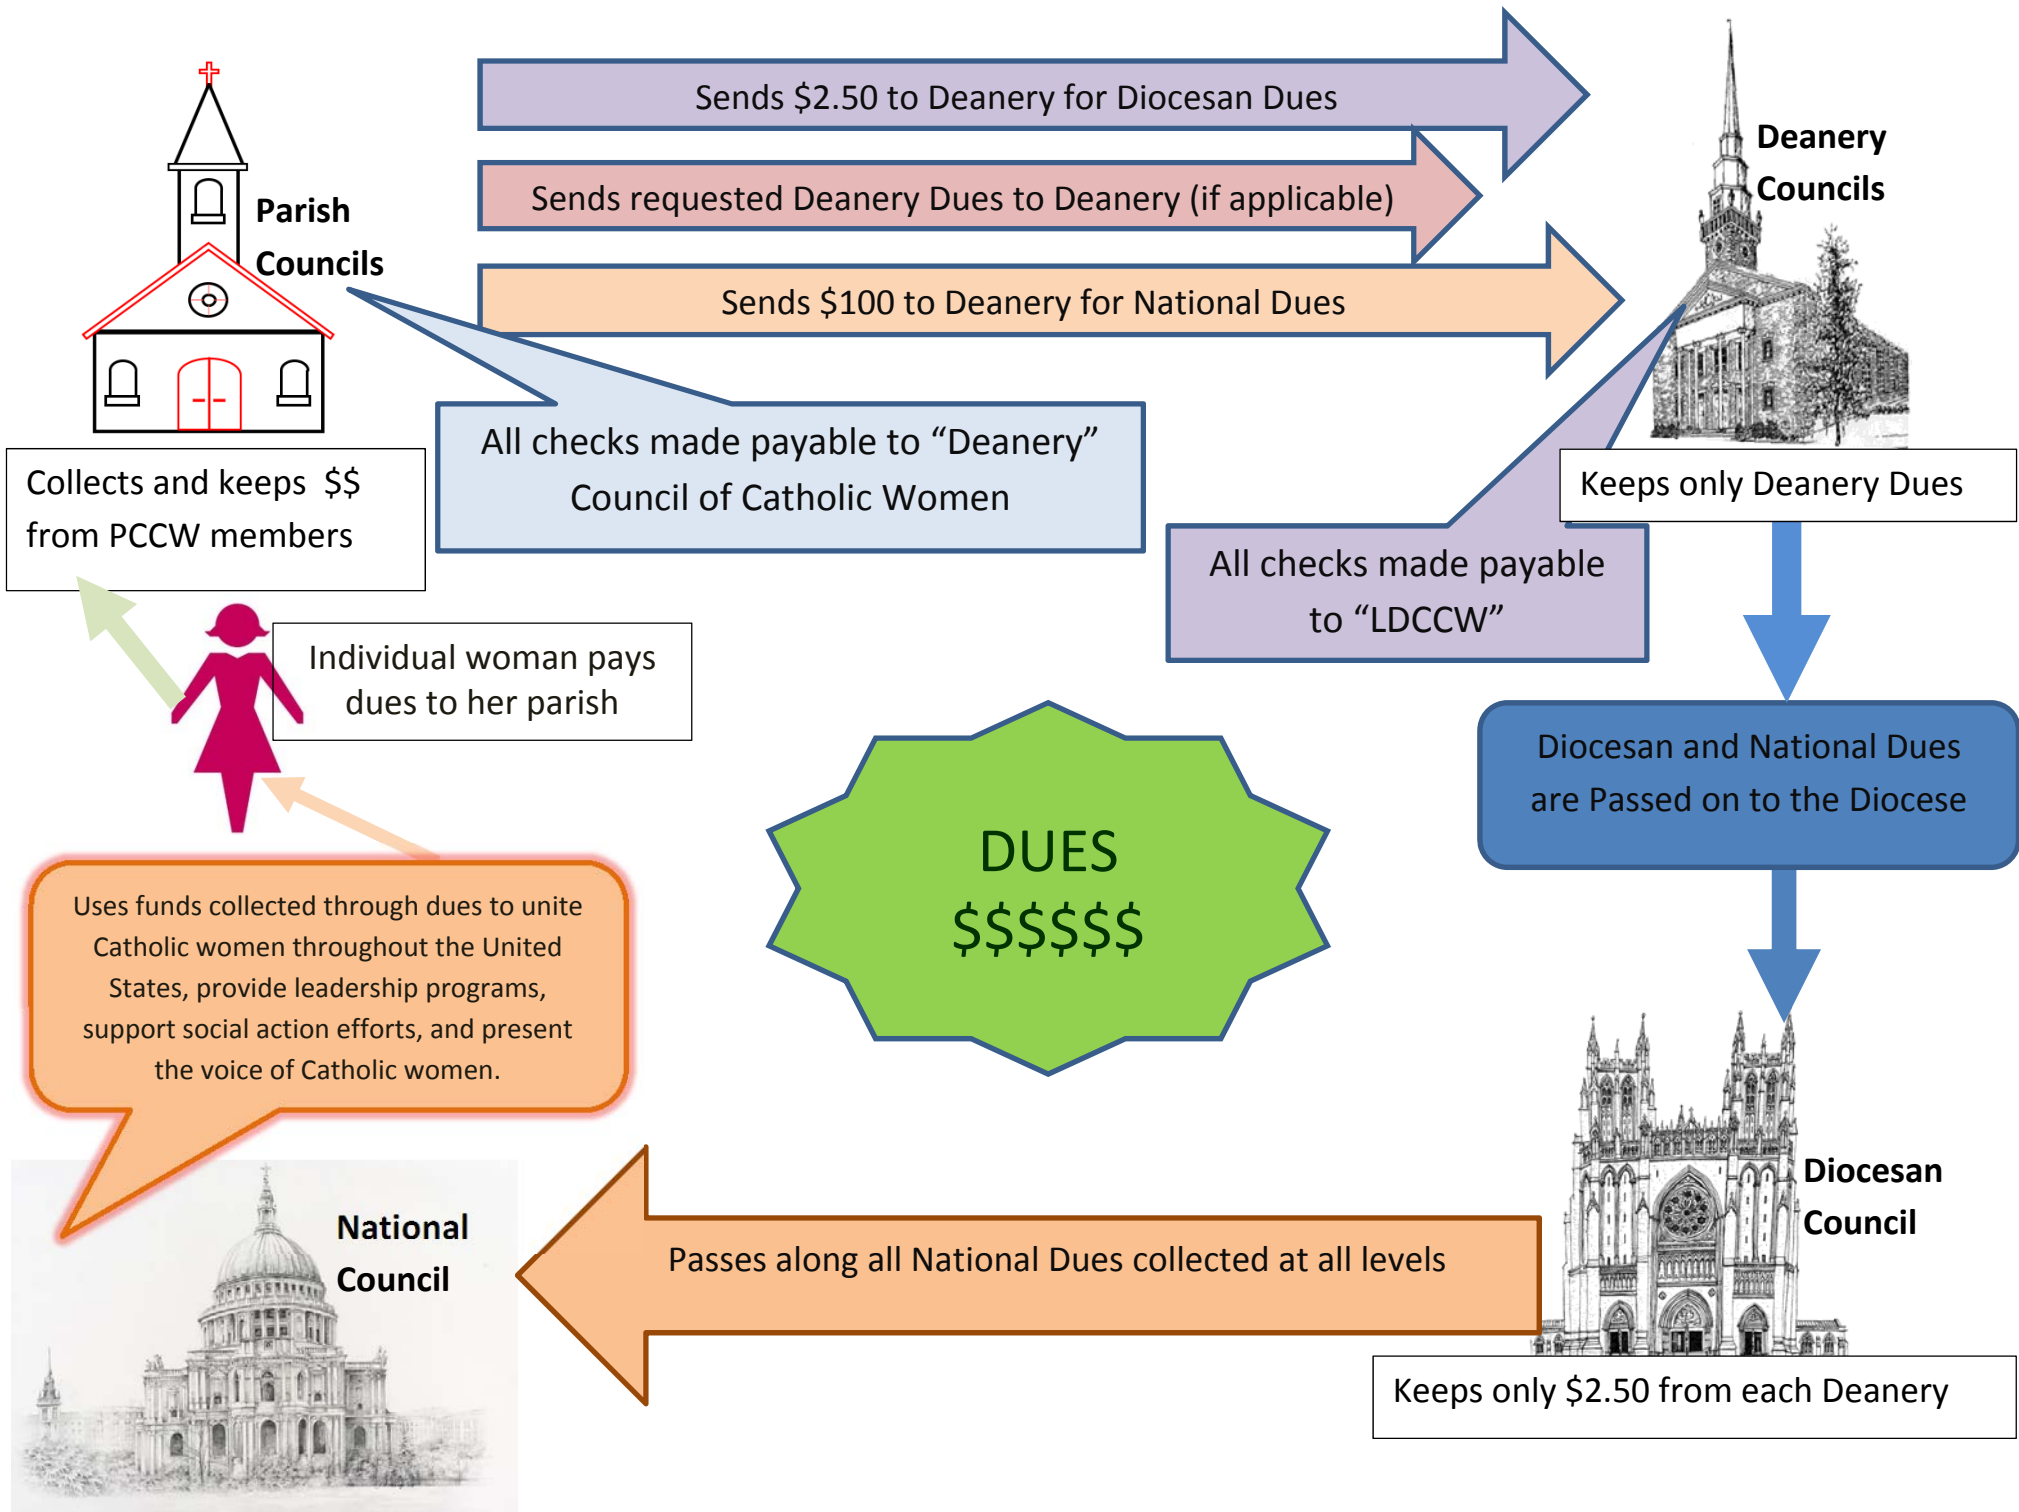 Sends $2.50 to Deanery for Diocesan Dues
Sends requested Deanery Dues to Deanery (if applicable)
Sends $100 to Deanery for National Dues
Parish
Councils
Deanery
Councils
All checks made payable to “Deanery”
Council of Catholic Women
Collects and keeps  $$
from PCCW members
Keeps only Deanery Dues
All checks made payable
to “LDCCW”
Individual woman pays
dues to her parish
Diocesan and National Dues
are Passed on to the Diocese
DUES
$$$$$$
Uses funds collected through dues to unite
Catholic women throughout the United
States, provide leadership programs,
support social action efforts, and present
the voice of Catholic women.
Diocesan
Council
National
Council
Passes along all National Dues collected at all levels
Keeps only $2.50 from each Deanery